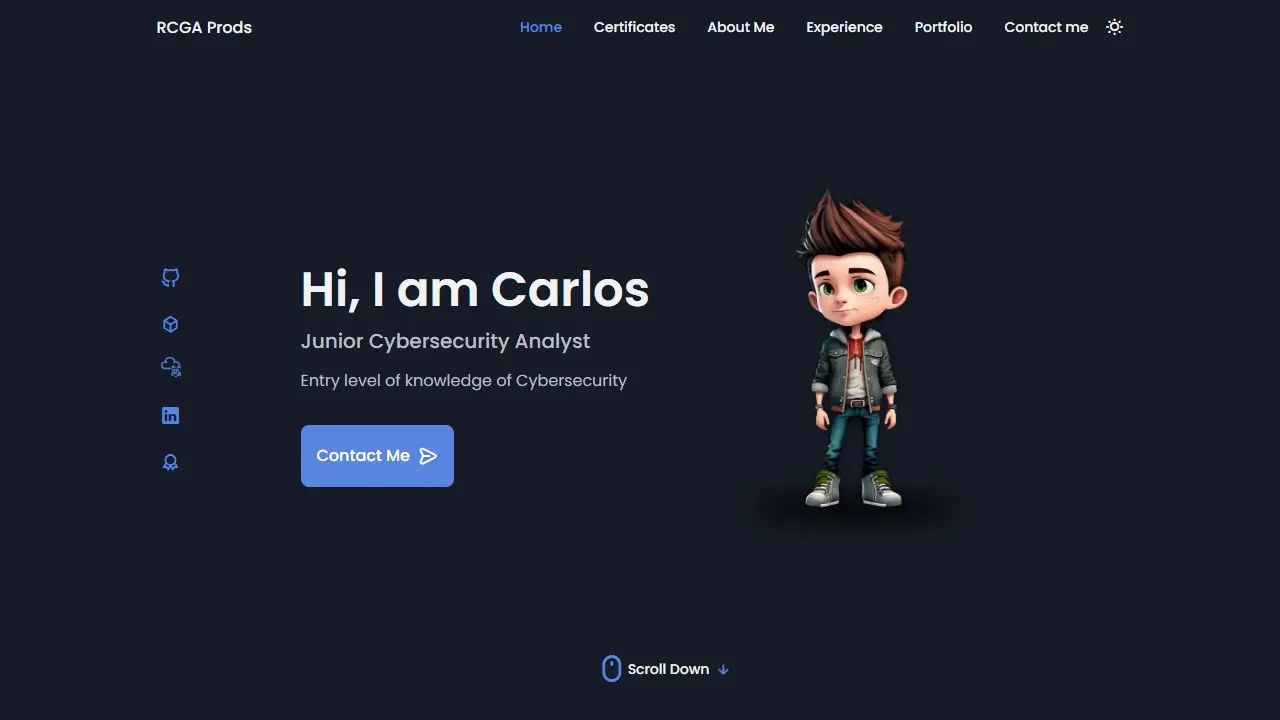 RCGA Prods
Home
Certificates
About Me
Experience
Portfolio
Contact me
Hi, I am Carlos
Junior Cybersecurity Analyst
Entry level of knowledge of Cybersecurity
Contact Me
Scroll Down